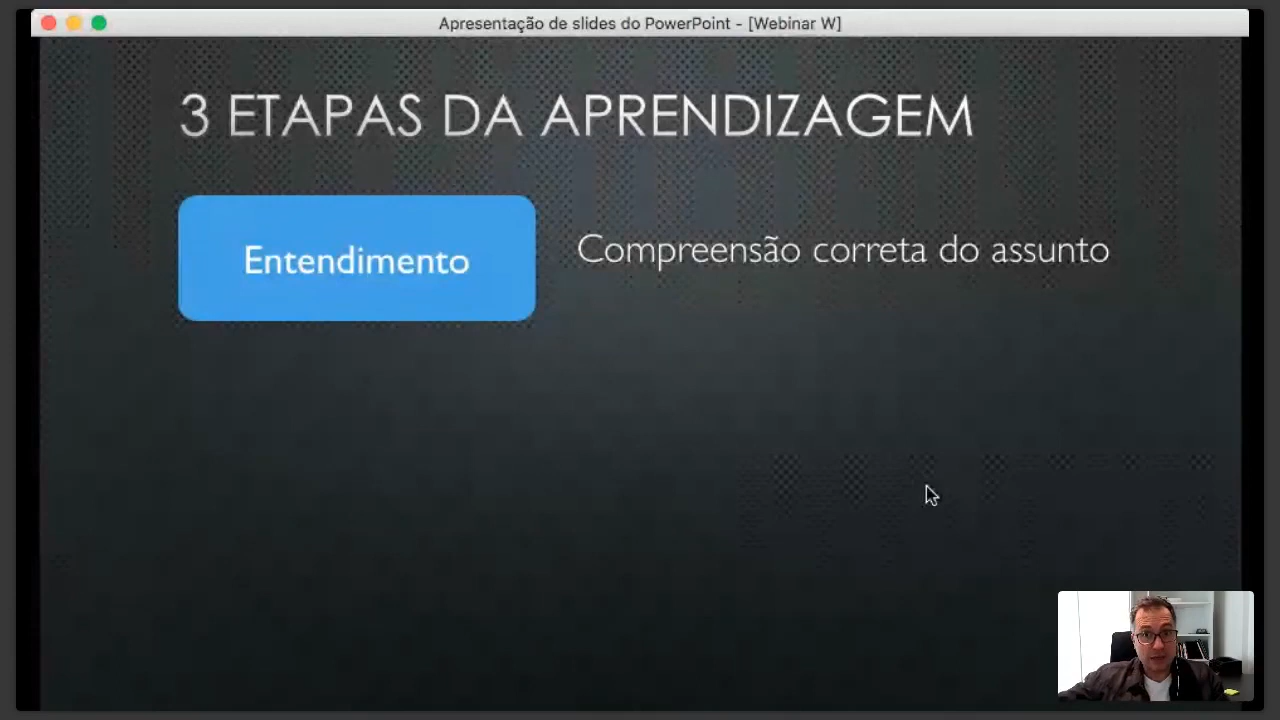 Apresentação de slides do PowerPoint - [Webinar W]
3 ETAPAS DA APRENDIZAGEM
Entendimento
Compreensão correta do assunto